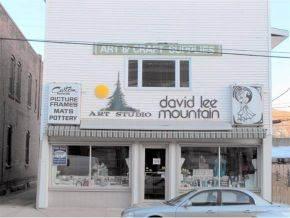 ART & CRAFT SUPPLIES
Custom
PICTURE
FRAMES
MATS
POTTERY
ART STUDIO
david lee
mountain